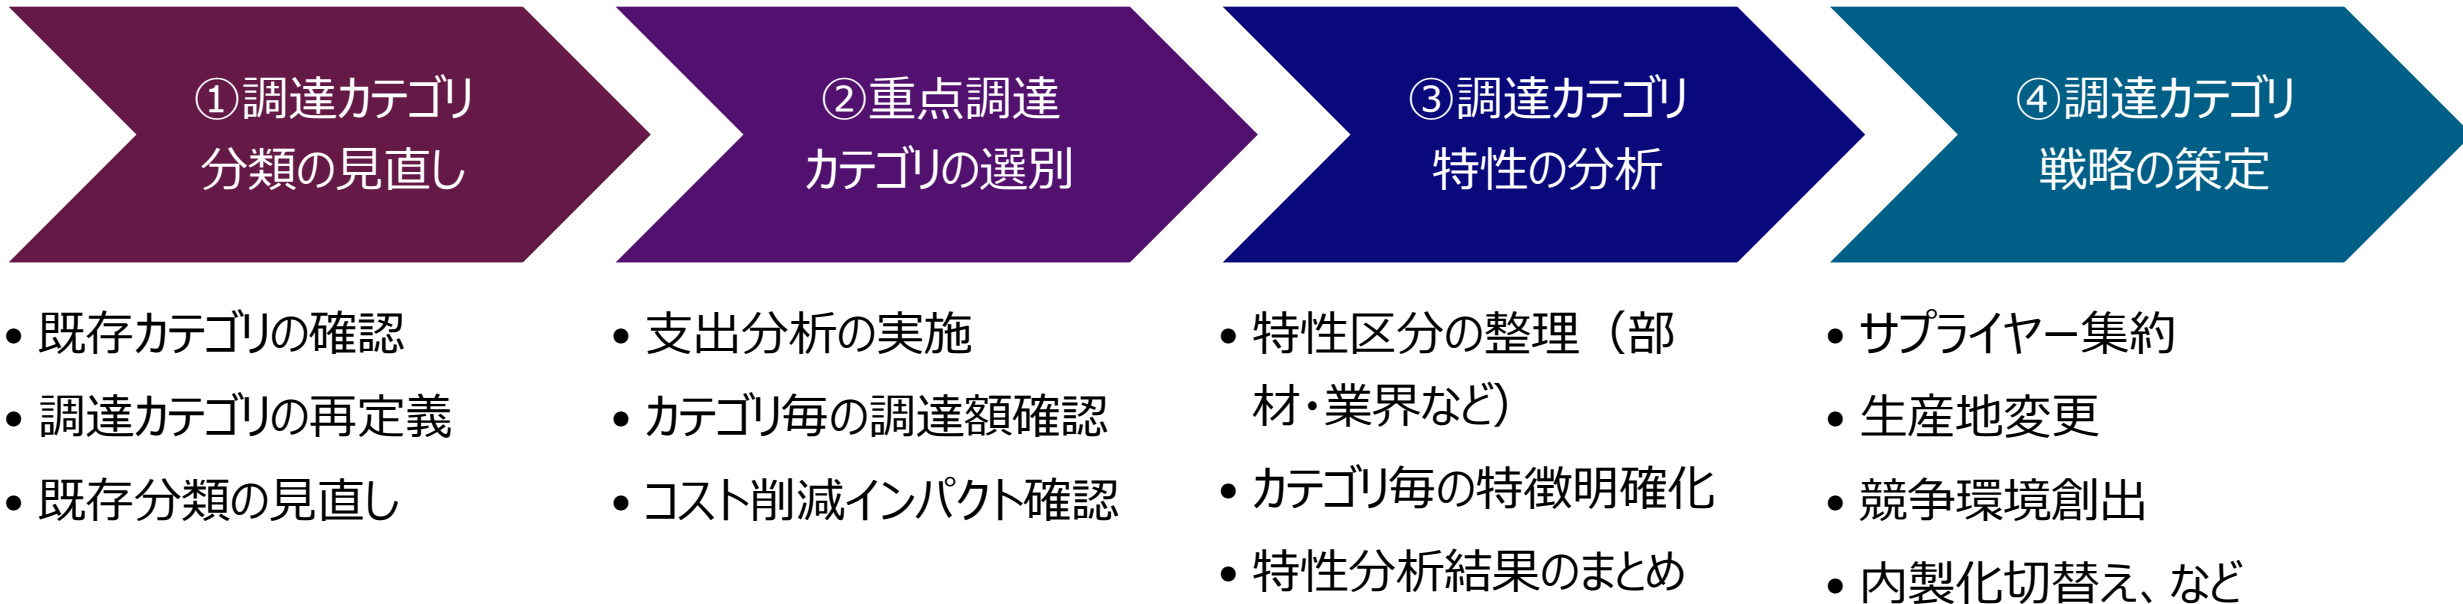 ①調達カテゴリ
分類の見直し
②重点調達
カテゴリの選別
③調達カテゴリ
特性の分析
④調達カテゴリ
戦略の策定
• 既存カテゴリの確認
• 調達カテゴリの再定義
• 既存分類の見直し
• 支出分析の実施
• カテゴリ毎の調達額確認
• コスト削減インパクト確認
• 特性区分の整理（部
材・業界など）
• カテゴリ毎の特徴明確化
• 特性分析結果のまとめ
• サプライヤー集約
• 生産地変更
• 競争環境創出
• 内製化切替え、など